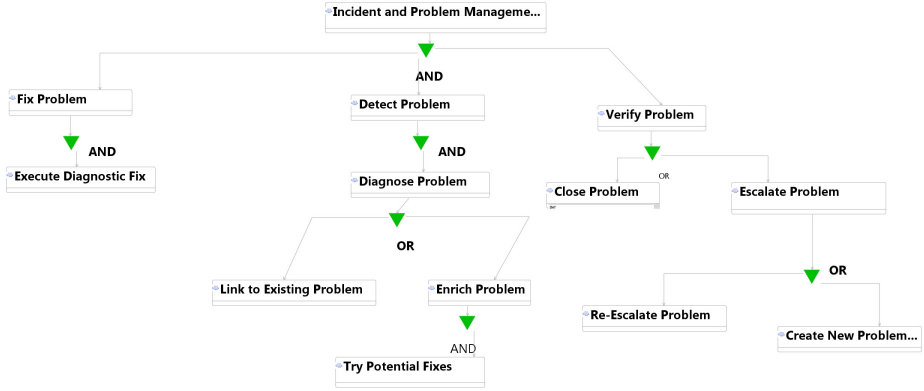 Incident and Problem Manageme...
AND
Fix Problem
Detect Problem
Verify Problem
AND
AND
OR
Execute Diagnostic Fix
Diagnose Problem
Close Problem
Escalate Problem
OR
OR
Link to Existing Problem
Enrich Problem
Re-Escalate Problem
Create New Problem...
AND
Try Potential Fixes